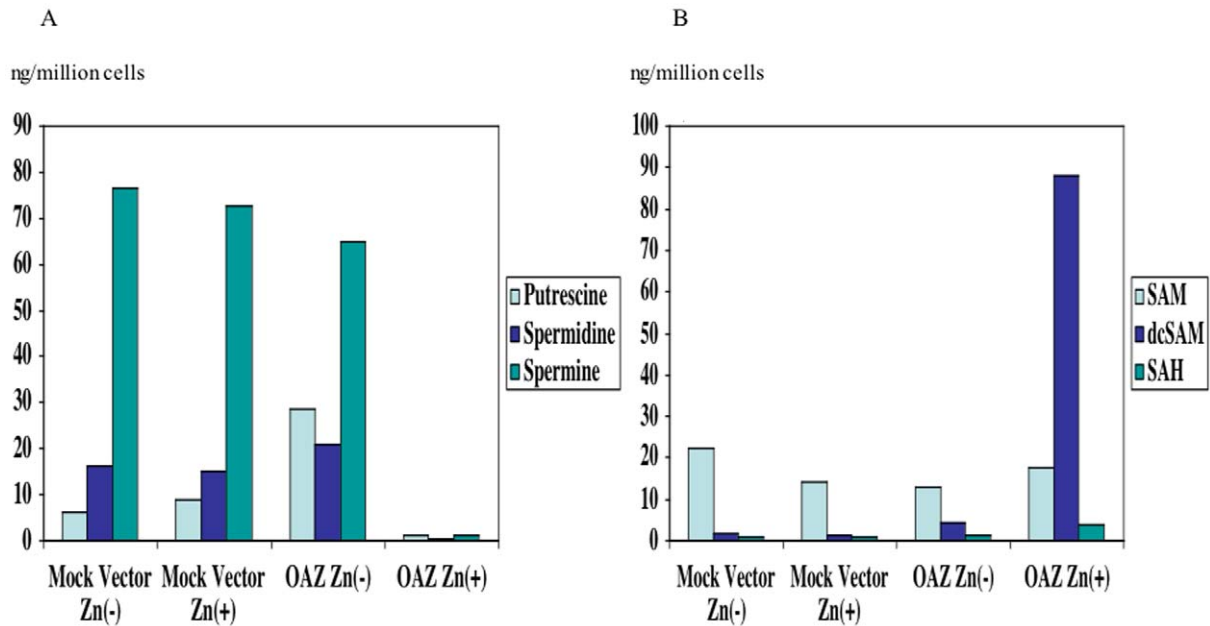 A
ng/million cells
90
80
70
60
50
40
30
20
10
0
Mock Vector
Zn(-)
Mock Vector
Zn(+)
OAZ Zn(-)
OAZ Zn(+)
Putrescine
Spermidine
Spermine
B
ng/million cells
100
90
80
70
60
50
40
30
20
10
0
Mock Vector
Zn(-)
Mock Vector
Zn(+)
OAZ Zn(-)
OAZ Zn(+)
SAM
dcSAM
SAH